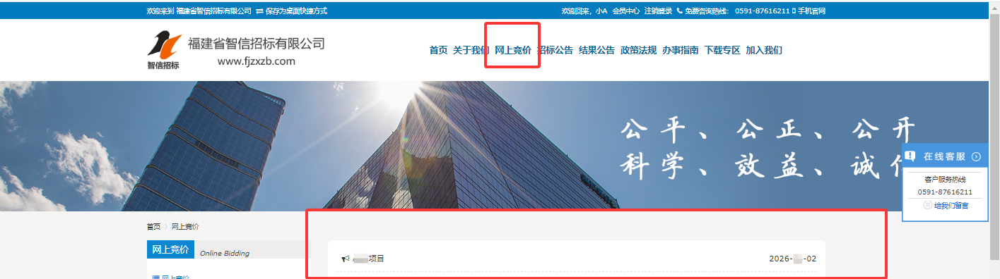 欢迎来到 福建省智信招标有限公司 保存为桌面快捷方式
欢迎回来，小A 会员中心 注销登录 免费咨询热线： 0591-87616211 手机官网
福建省智信招标有限公司
www.fjzxzb.com
智信招标
首页 关于我们 网上竞价 招标公告 结果公告 政策法规 办事指南 下载专区 加入我们
公平、公正、公开
科学、效益、诚
在线客服
客户服务热线
0591-87616211
给我们留言
首页 网上竞价
网上竞价 Online Bidding
项目 2026- -02
网上竞价